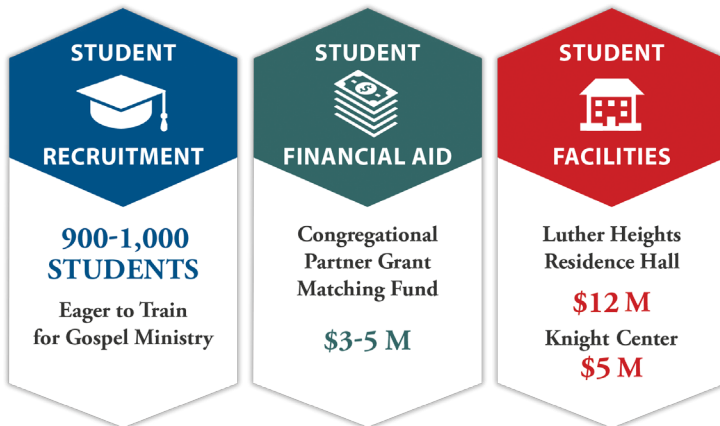 STUDENT
RECRUITMENT
900-1,000
STUDENTS
Eager to Train
for Gospel Ministry
STUDENT
FINANCIAL AID
Congregational
Partner Grant
Matching Fund
$3-5 M
STUDENT
FACILITIES
Luther Heights
Residence Hall
$12 M
Knight Center
$5 M